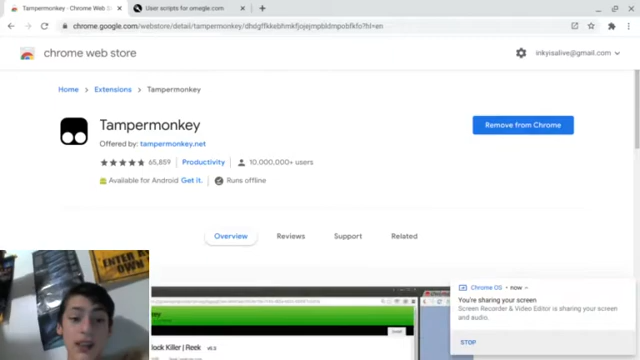 Tampermonkey - Chrome Web St
User scripts for omegle.com
chrome.google.com/webstore/detail/tampermonkey/dhdgffkkebhmkfjojejmpbldmpobfkfo?hl=en
chrome web store
inkyisalive@gmail.com
Home Extensions Tampermonkey
Tampermonkey
Remove from Chrome
Offered by: tampermonkey.net
65,859 Productivity 10,000,000+ users
Available for Android Get it. Runs offline
Overview Reviews Support Related
ENTER
OWN
lock Killer | Reek
Chrome OS • now
You're sharing your screen
Screen Recorder & Video Editor is sharing your screen
and audio.
STOP